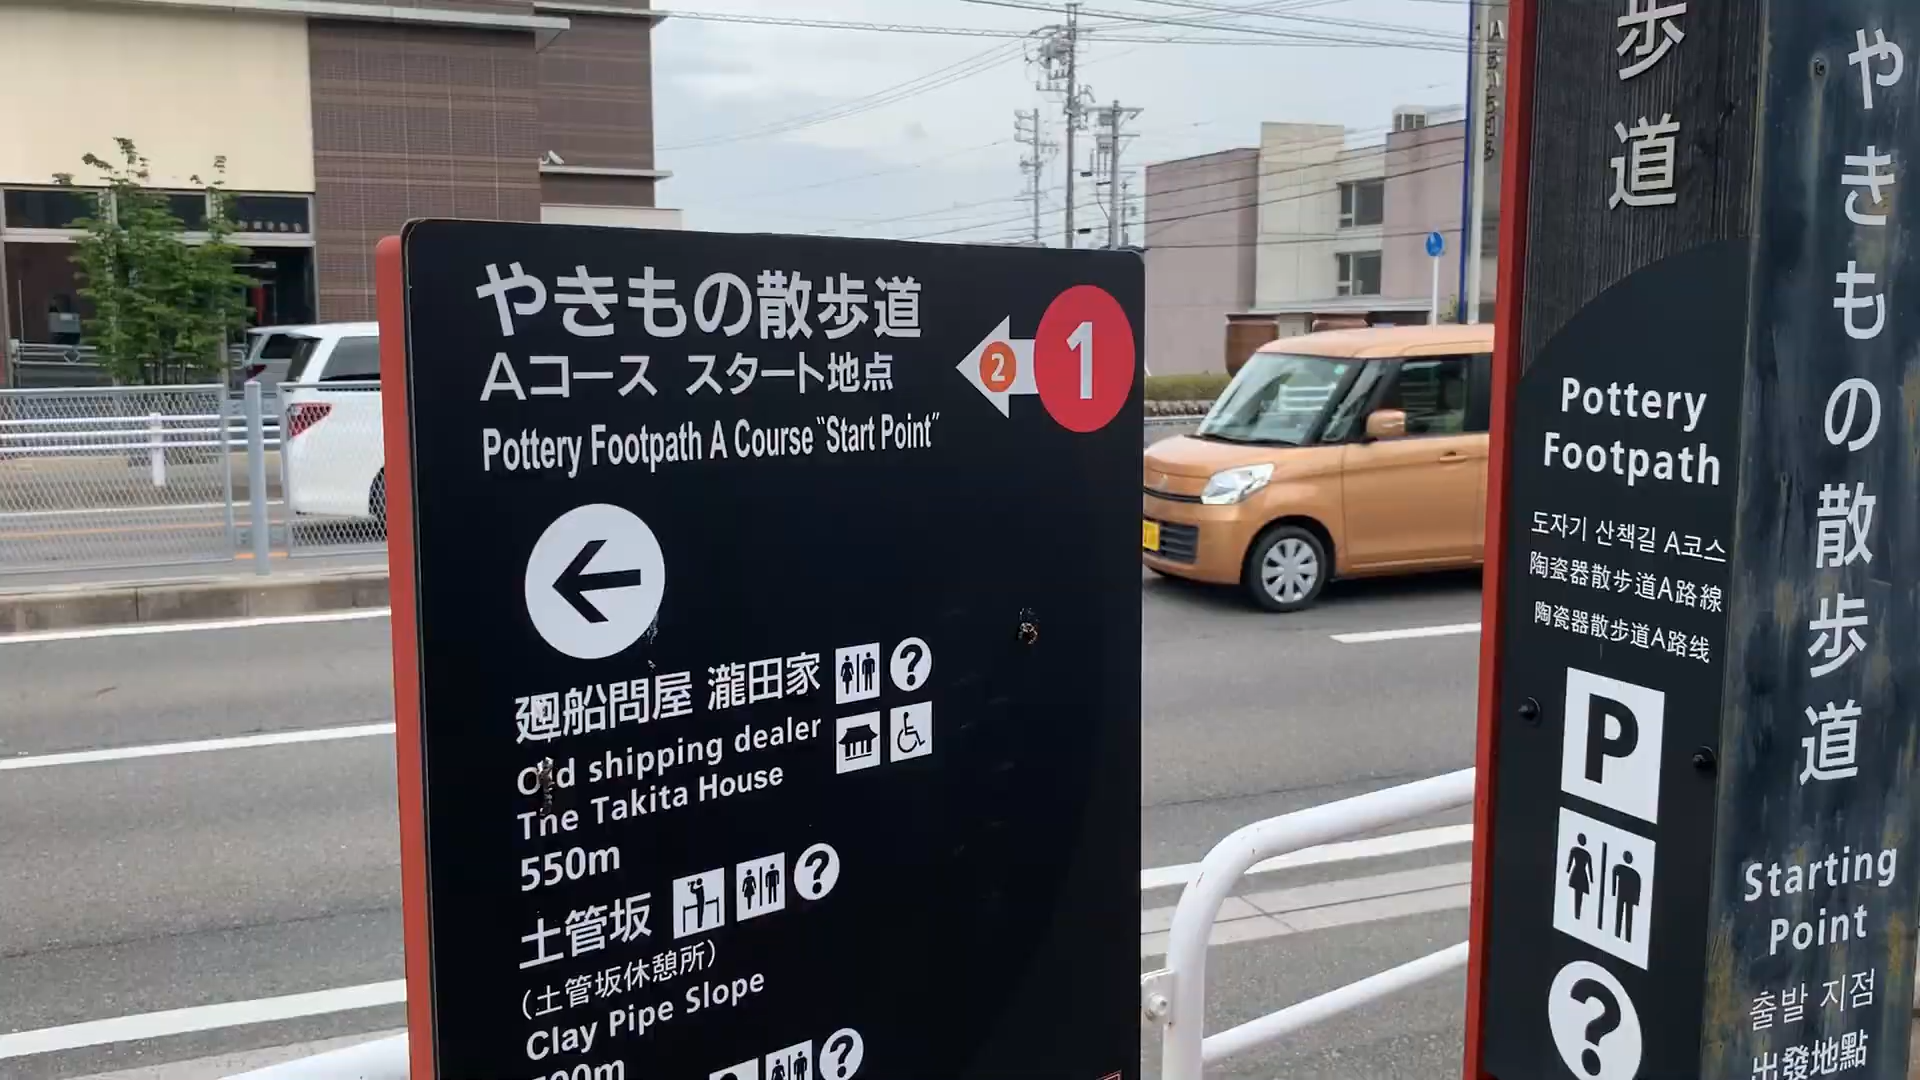 やきもの散歩道
Aコース スタート地点
Pottery Footpath A Course "Start Point"
2
1
廻船問屋 瀧田家
?
Old shipping dealer
The Takita House
550m
土管坂
?
(土管坂休憩所)
Clay Pipe Slope
?
歩道
Pottery
Footpath
도자기 산책길 A코스
陶瓷器散步道A路線
陶瓷器散步道A路线
P
?
やきもの散歩道
Starting
Point
출발 지점
出發地點